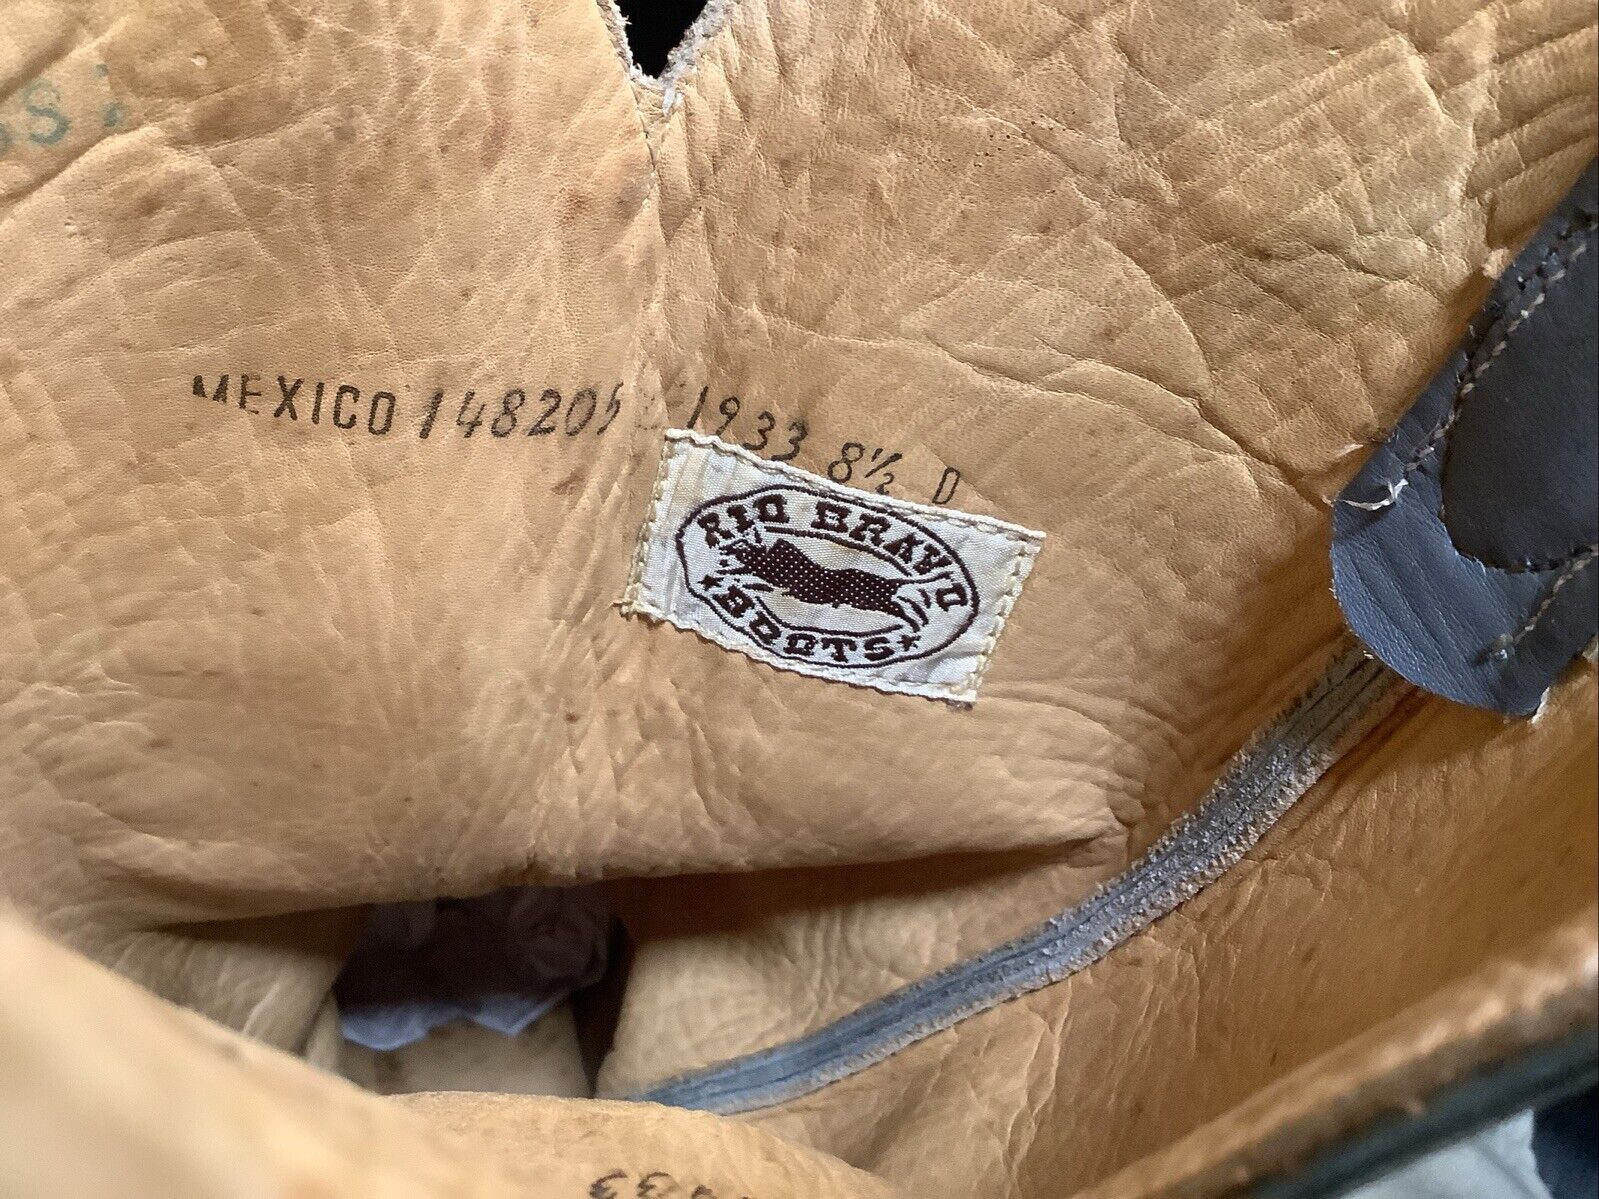 MEXICO 148205 1933 8½ D
RIO BRAVO
BOOTS